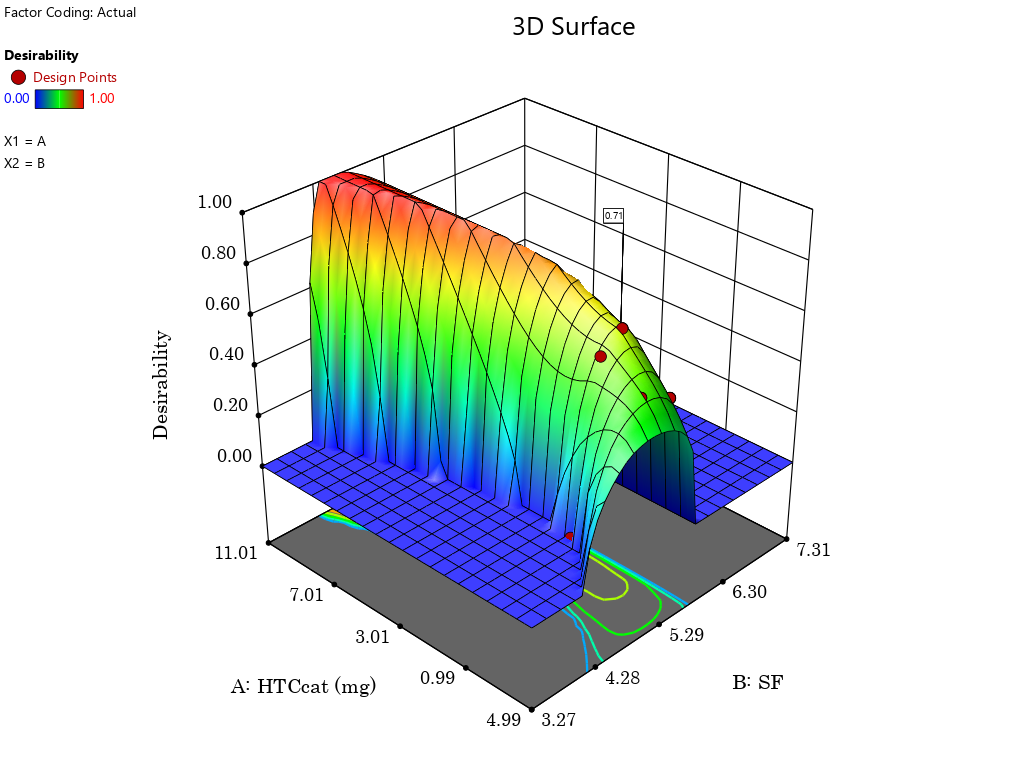 Factor Coding: Actual
3D Surface
Desirability
Design Points
0.00 1.00
X1 = A
X2 = B
0.71
1.00
0.80
0.60
0.40
0.20
0.00
Desirability
11.01
7.01
3.01
0.99
4.99
A: HTCcat (mg)
3.27
4.28
5.29
6.30
7.31
B: SF